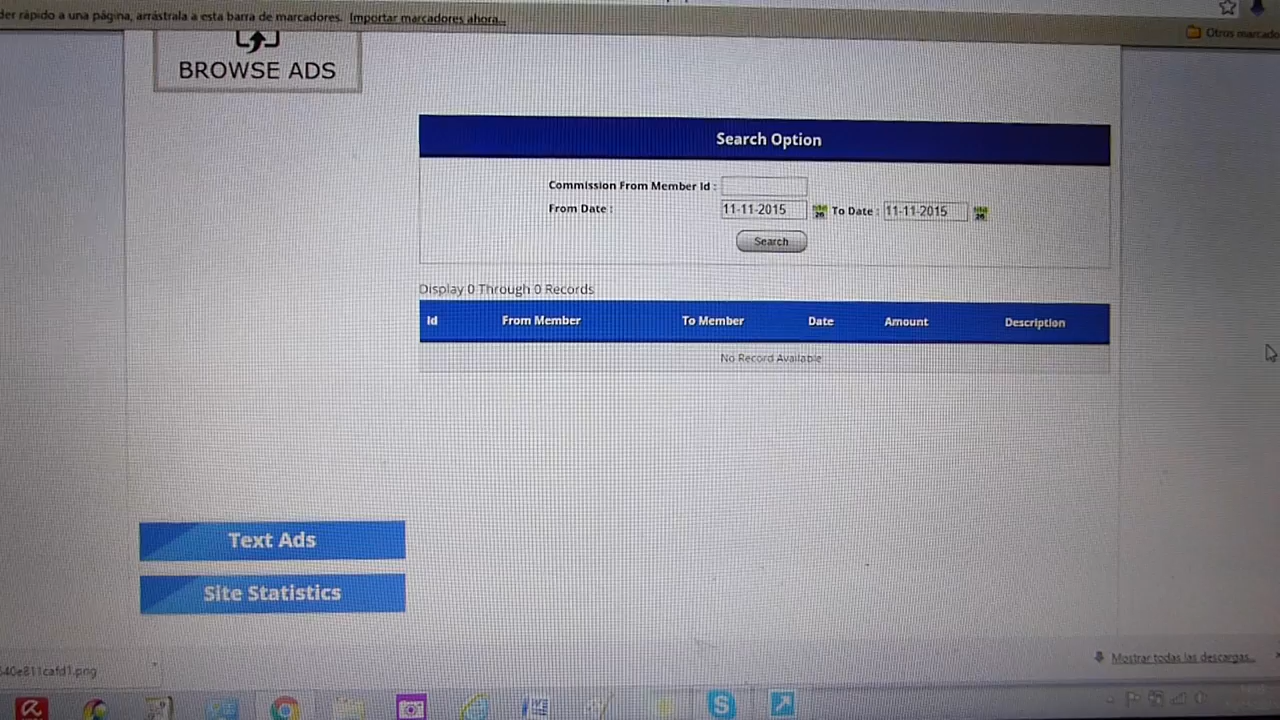 der rápido a una página, arrástrala a esta barra de marcadores. Importar marcadores ahora...
Otros marcado
BROWSE ADS
Search Option
Commission From Member Id :
From Date : 11-11-2015 To Date : 11-11-2015
Search
Display 0 Through 0 Records
Id From Member To Member Date Amount Description
No Record Available
Text Ads
Site Statistics
540e811cafd1.png
Mostrar todas las descargas...